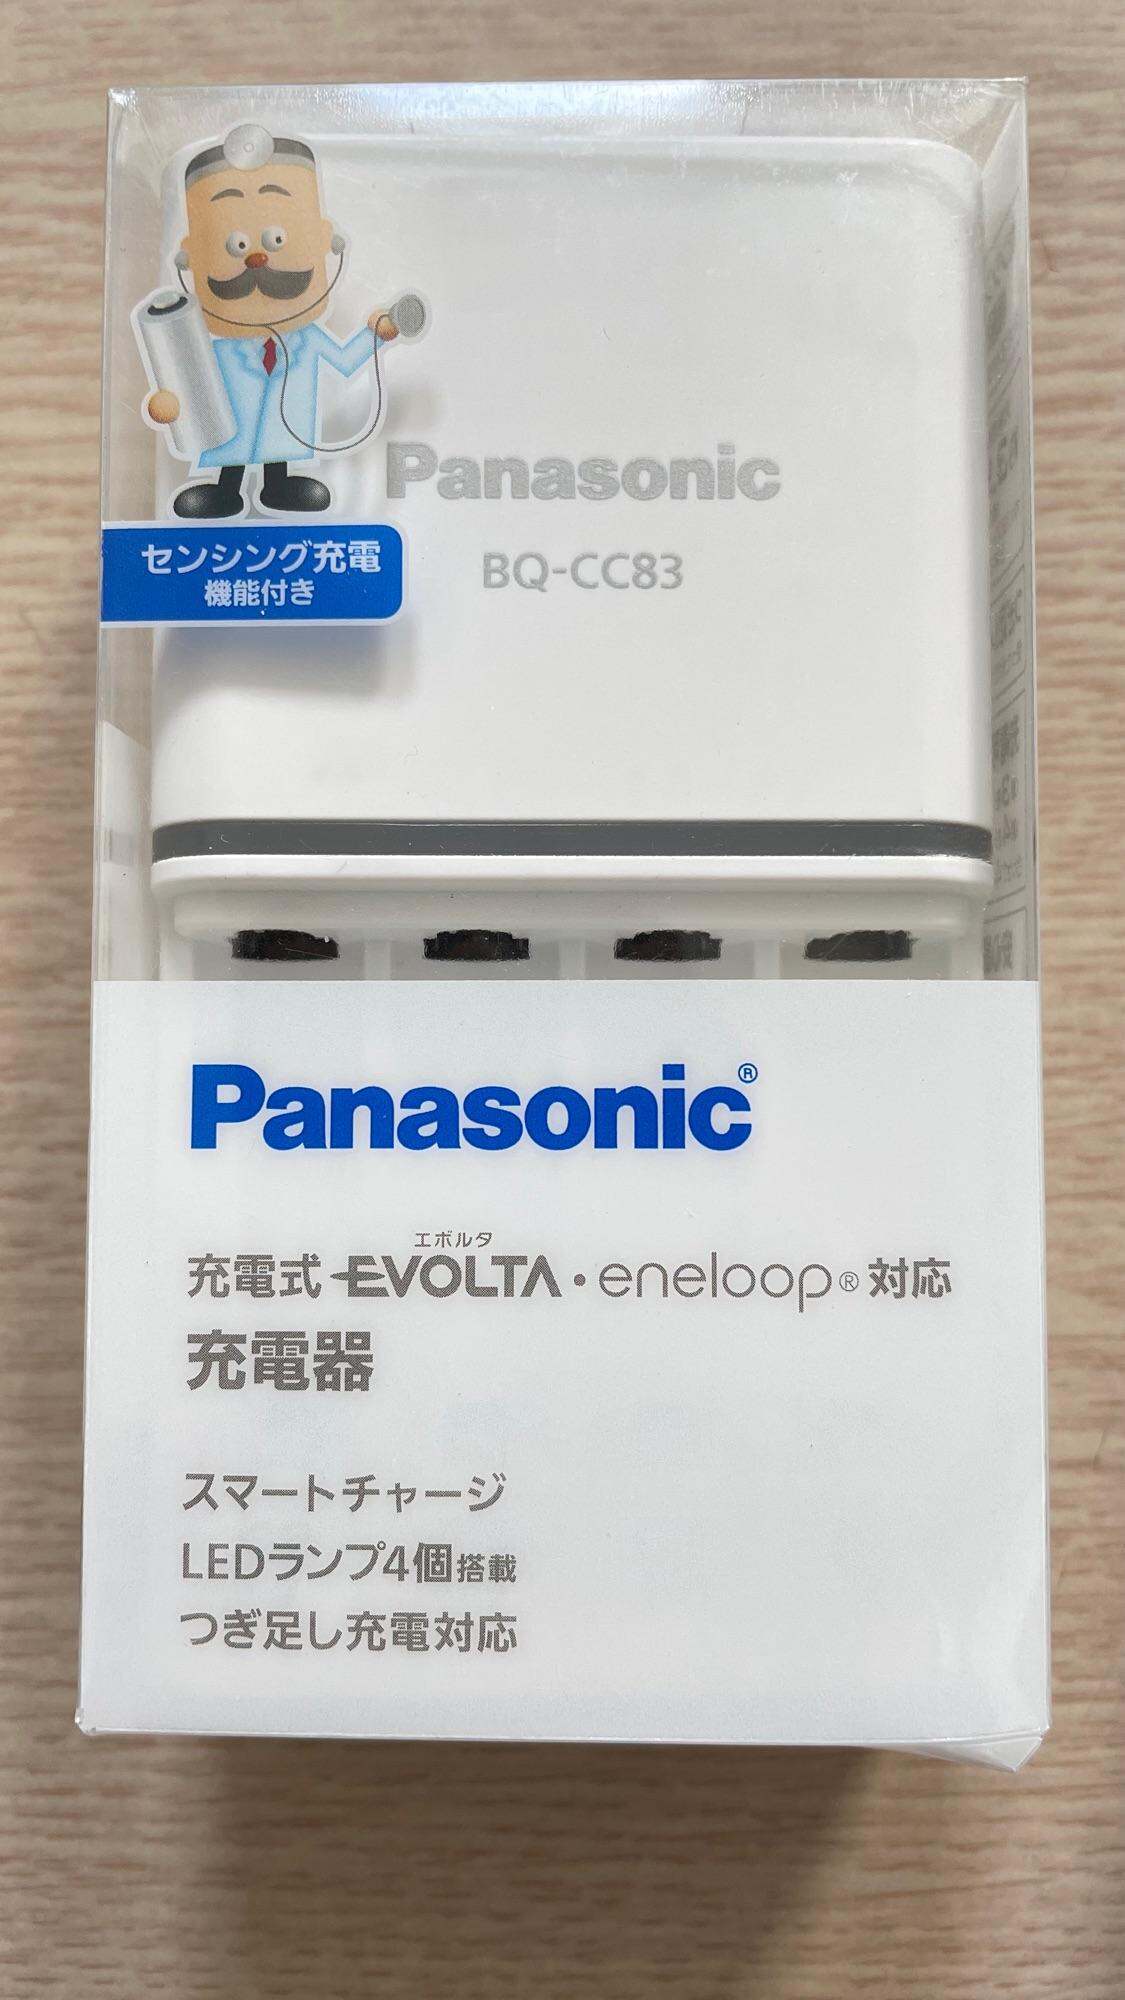 Panasonic
BQ-CC83
センシング充電
機能付き
Panasonic®
エボルタ
充電式 EVOLTA・eneloop® 対応
充電器
スマートチャージ
LEDランプ4個搭載
つぎ足し充電対応